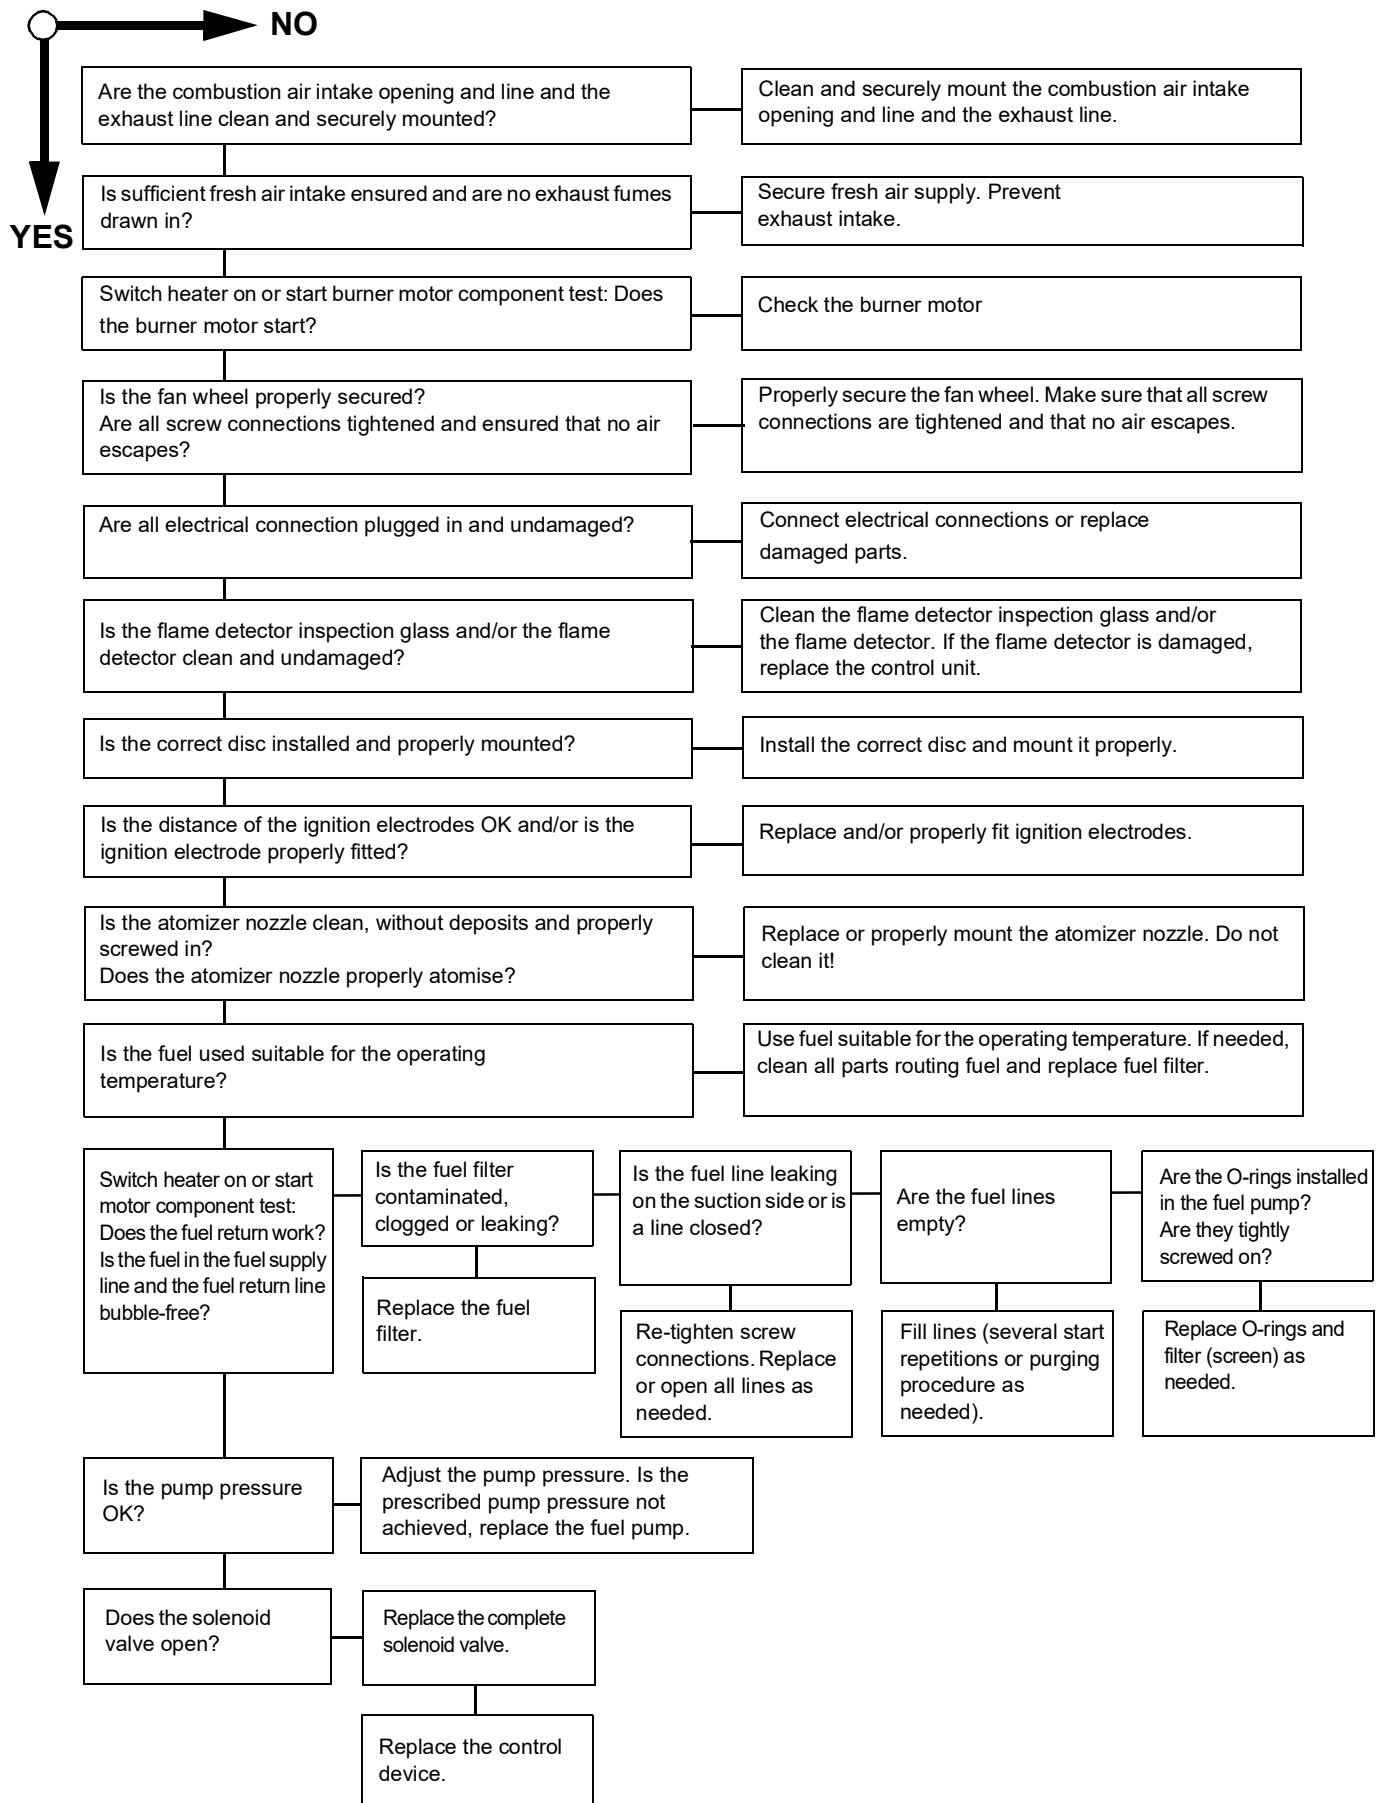 NO
YES
Are the combustion air intake opening and line and the
exhaust line clean and securely mounted?
Clean and securely mount the combustion air intake
opening and line and the exhaust line.
Is sufficient fresh air intake ensured and are no exhaust fumes
drawn in?
Secure fresh air supply. Prevent
exhaust intake.
Switch heater on or start burner motor component test: Does
the burner motor start?
Check the burner motor
Is the fan wheel properly secured?
Are all screw connections tightened and ensured that no air
escapes?
Properly secure the fan wheel. Make sure that all screw
connections are tightened and that no air escapes.
Are all electrical connection plugged in and undamaged?
Connect electrical connections or replace
damaged parts.
Is the flame detector inspection glass and/or the flame
detector clean and undamaged?
Clean the flame detector inspection glass and/or
the flame detector. If the flame detector is damaged,
replace the control unit.
Is the correct disc installed and properly mounted?
Install the correct disc and mount it properly.
Is the distance of the ignition electrodes OK and/or is the
ignition electrode properly fitted?
Replace and/or properly fit ignition electrodes.
Is the atomizer nozzle clean, without deposits and properly
screwed in?
Does the atomizer nozzle properly atomise?
Replace or properly mount the atomizer nozzle. Do not
clean it!
Is the fuel used suitable for the operating
temperature?
Use fuel suitable for the operating temperature. If needed,
clean all parts routing fuel and replace fuel filter.
Switch heater on or start
motor component test:
Does the fuel return work?
Is the fuel in the fuel supply
line and the fuel return line
bubble-free?
Is the fuel filter
contaminated,
clogged or leaking?
Replace the fuel
filter.
Is the fuel line leaking
on the suction side or is
a line closed?
Re-tighten screw
connections. Replace
or open all lines as
needed.
Are the fuel lines
empty?
Fill lines (several start
repetitions or purging
procedure as
needed).
Are the O-rings installed
in the fuel pump?
Are they tightly
screwed on?
Replace O-rings and
filter (screen) as
needed.
Is the pump pressure
OK?
Adjust the pump pressure. Is the
prescribed pump pressure not
achieved, replace the fuel pump.
Does the solenoid
valve open?
Replace the complete
solenoid valve.
Replace the control
device.